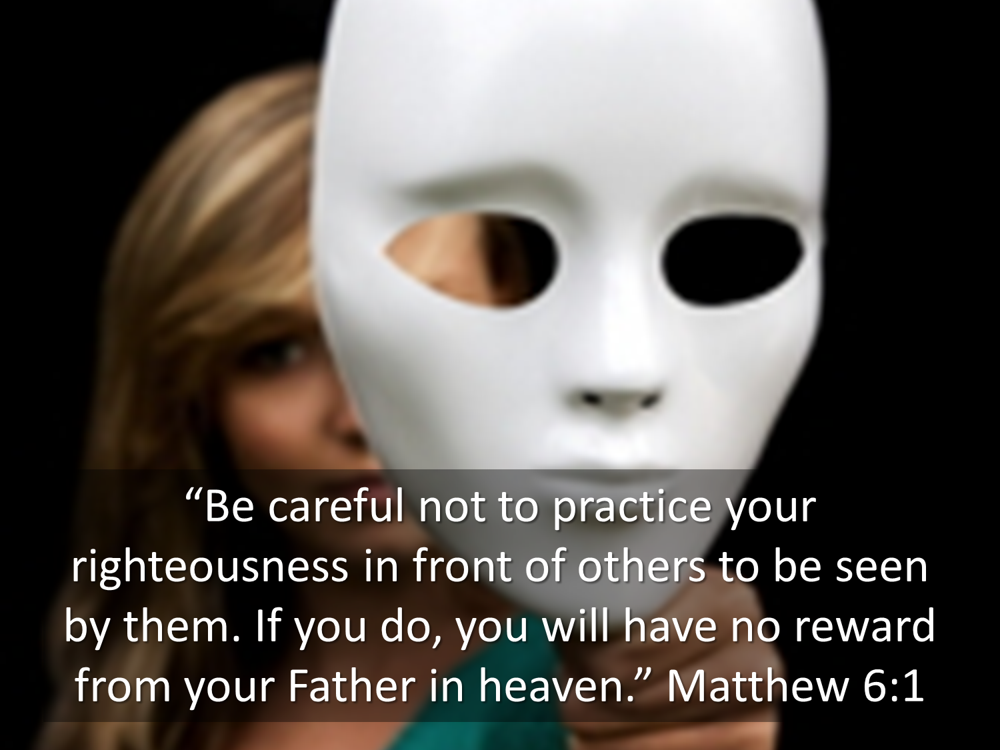 “Be careful not to practice your
righteousness in front of others to be seen
by them. If you do, you will have no reward
from your Father in heaven.” Matthew 6:1